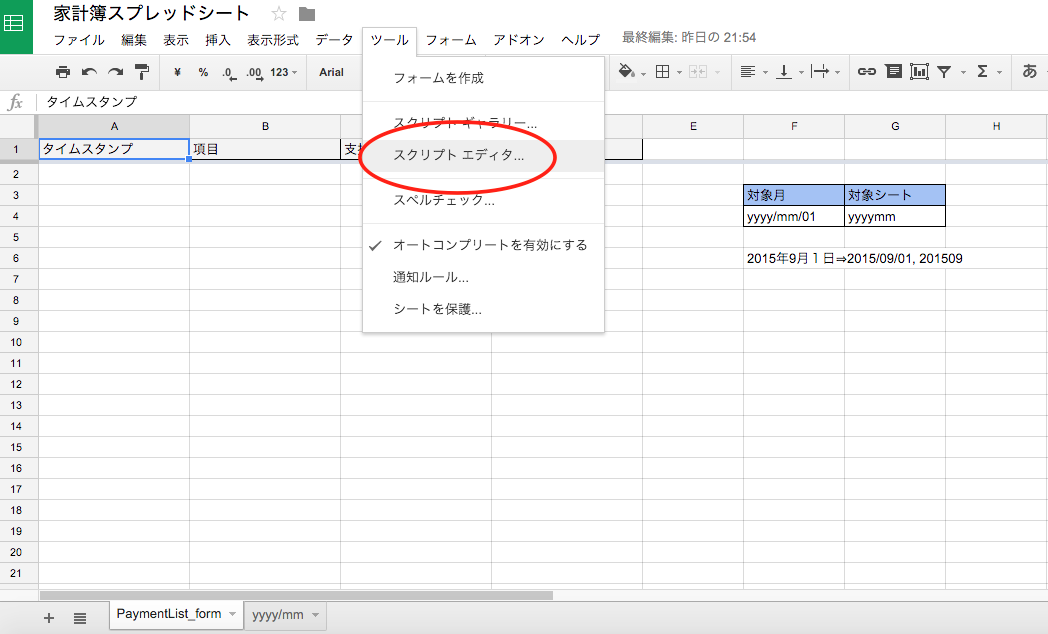 家計簿スプレッドシート
ファイル 編集 表示 挿入 表示形式 データ ツール フォーム アドオン ヘルプ 最終編集: 昨日の 21:54
¥ % .0 .00 123 Arial あ
fx タイムスタンプ
フォームを作成
スクリプト ギャラリー...
スクリプト エディタ...
スペルチェック...
オートコンプリートを有効にする
通知ルール...
シートを保護...
A B E F G H
1 タイムスタンプ 項目 支
2
3 対象月 対象シート
4 yyyy/mm/01 yyyymm
5
6 2015年9月１日⇒2015/09/01, 201509
7
8
9
10
11
12
13
14
15
16
17
18
19
20
21
PaymentList_form yyyy/mm